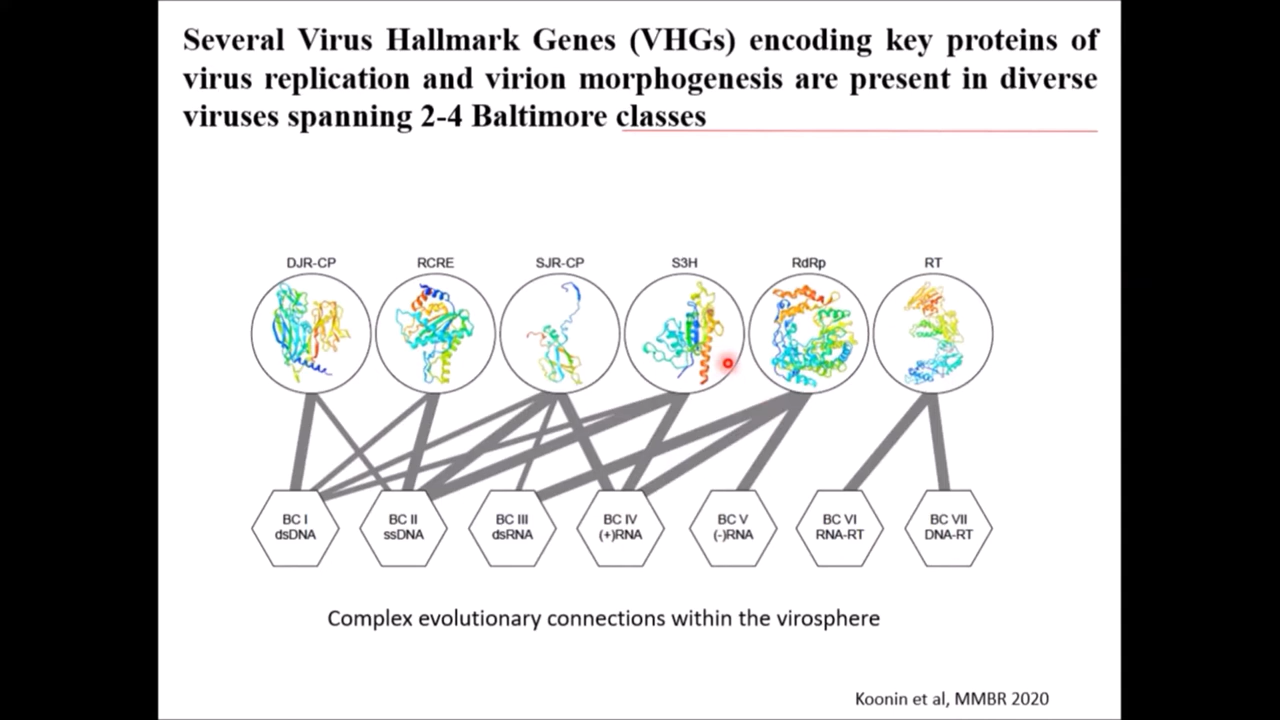 Several Virus Hallmark Genes (VHGs) encoding key proteins of
virus replication and virion morphogenesis are present in diverse
viruses spanning 2-4 Baltimore classes
DJR-CP RCRE SJR-CP S3H RdRp RT
BC I BC II BC III BC IV BC V BC VI BC VII
dsDNA ssDNA dsRNA (+)RNA (-)RNA RNA-RT DNA-RT
Complex evolutionary connections within the virosphere
Koonin et al, MMBR 2020